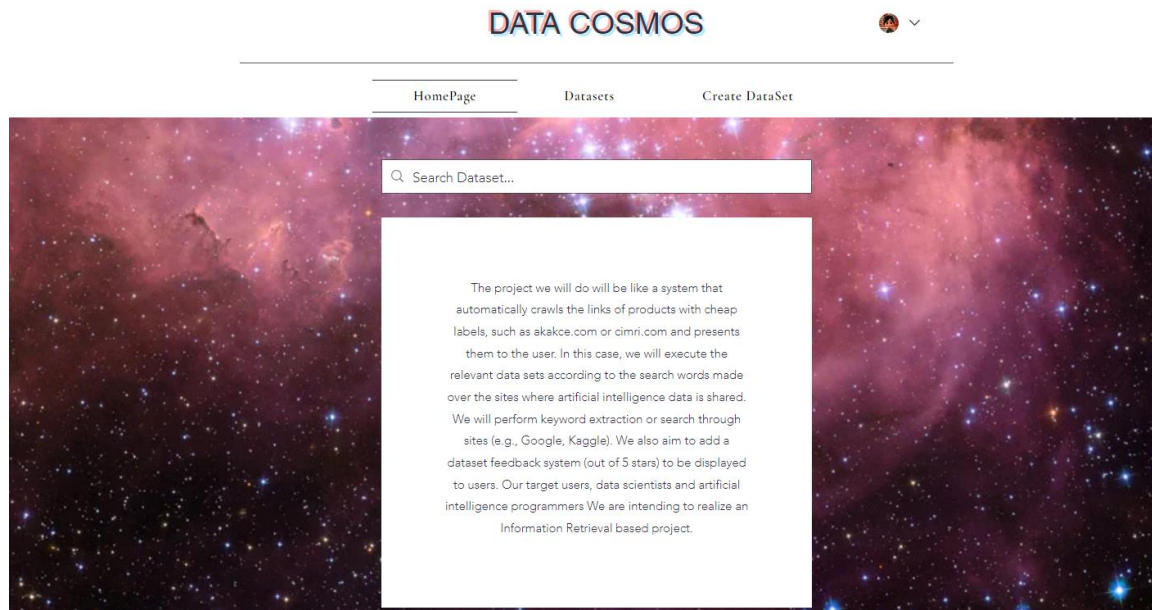 DATA COSMOS
HomePage Datasets Create DataSet
Search Dataset...
The project we will do will be like a system that
automatically crawls the links of products with cheap
labels, such as akakce.com or cimri.com and presents
them to the user. In this case, we will execute the
relevant data sets according to the search words made
over the sites where artificial intelligence data is shared.
We will perform keyword extraction or search through
sites (e.g., Google, Kaggle). We also aim to add a
dataset feedback system (out of 5 stars) to be displayed
to users. Our target users, data scientists and artificial
intelligence programmers We are intending to realize an
Information Retrieval based project.